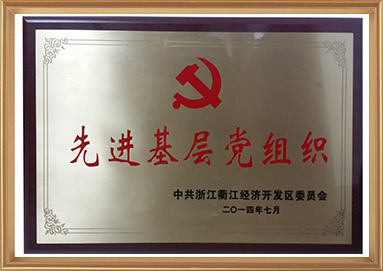 先进基层党组织
中共浙江衢江经济开发区委员会
二〇一四年七月